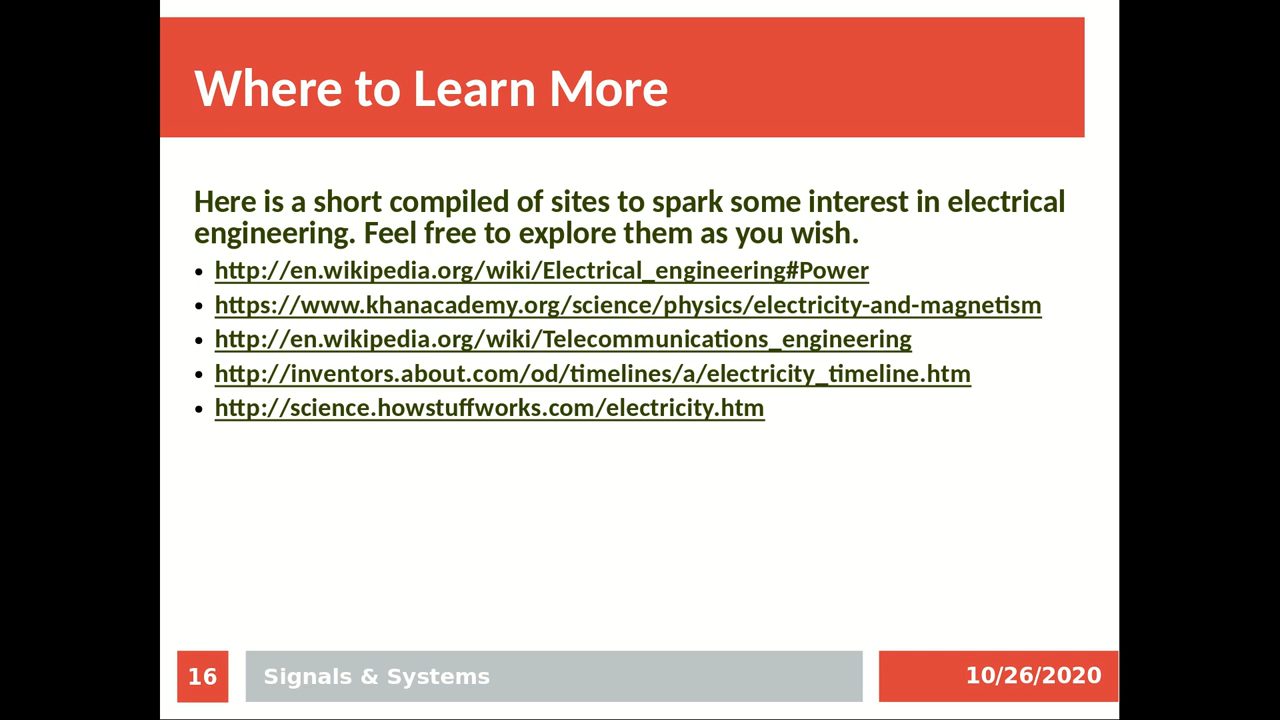 Where to Learn More
Here is a short compiled of sites to spark some interest in electrical
engineering. Feel free to explore them as you wish.
• http://en.wikipedia.org/wiki/Electrical_engineering#Power
• https://www.khanacademy.org/science/physics/electricity-and-magnetism
• http://en.wikipedia.org/wiki/Telecommunications_engineering
• http://inventors.about.com/od/timelines/a/electricity_timeline.htm
• http://science.howstuffworks.com/electricity.htm
16
Signals & Systems
10/26/2020